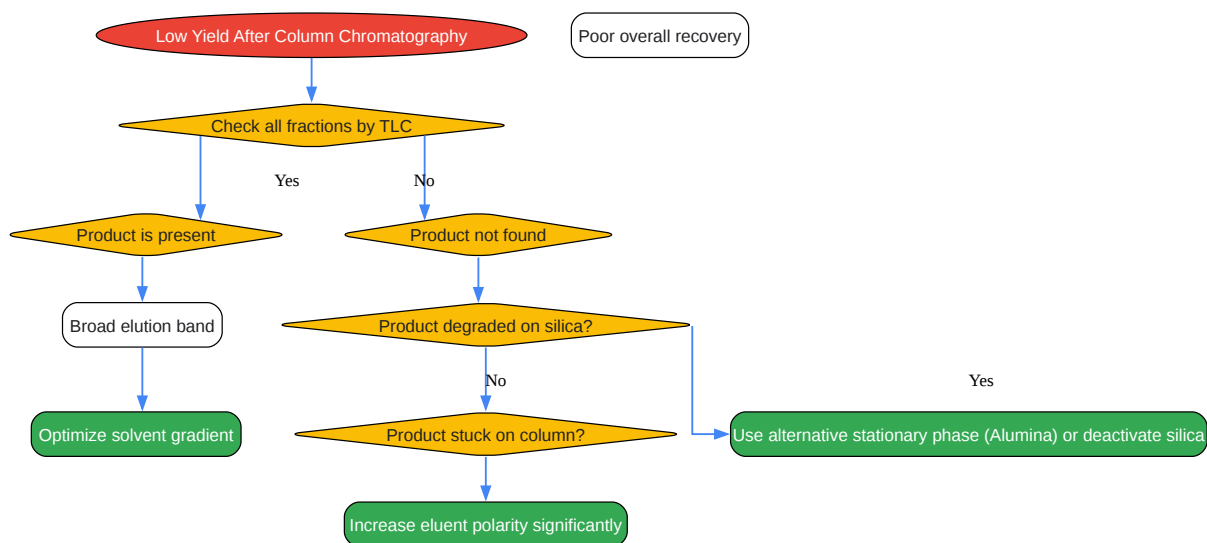 Low Yield After Column Chromatography
Poor overall recovery
Check all fractions by TLC
Yes
No
Product is present
Product not found
Broad elution band
Product degraded on silica?
No
Yes
Optimize solvent gradient
Product stuck on column?
Use alternative stationary phase (Alumina) or deactivate silica
Increase eluent polarity significantly